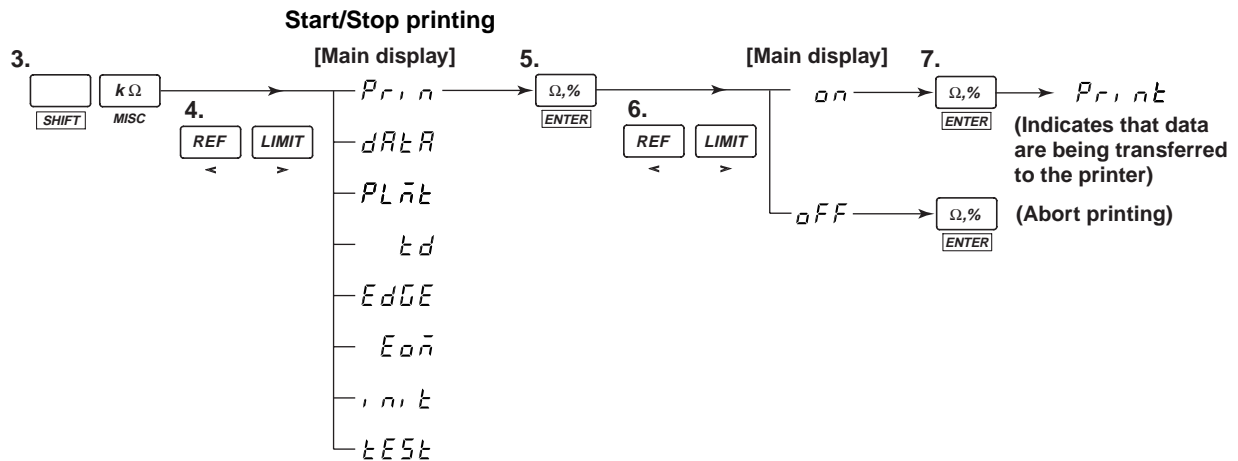 Start/Stop printing
3.
SHIFT
kΩ
MISC
4.
REF
<
LIMIT
>
[Main display]
Prin
dAtA
PLM̄t
td
EdGE
Eom̄
init
tESt
5.
Ω,%
ENTER
6.
REF
<
LIMIT
>
[Main display]
on
oFF
7.
Ω,%
ENTER
Print
(Indicates that data
are being transferred
to the printer)
Ω,%
ENTER
(Abort printing)